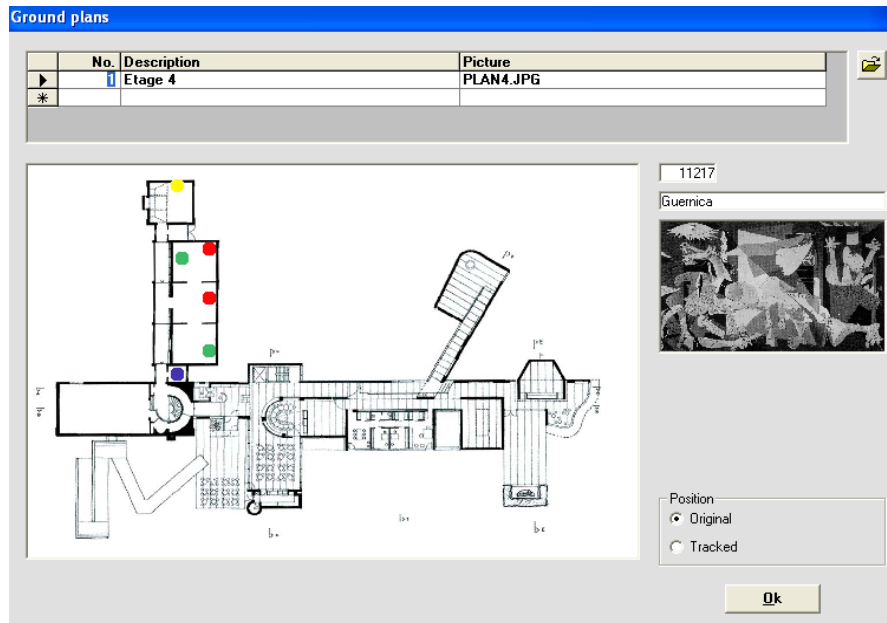 Ground plans
No. Description Picture
1 Etage 4 PLAN4.JPG
11217
Guernica
Position
Original
Tracked
Ok